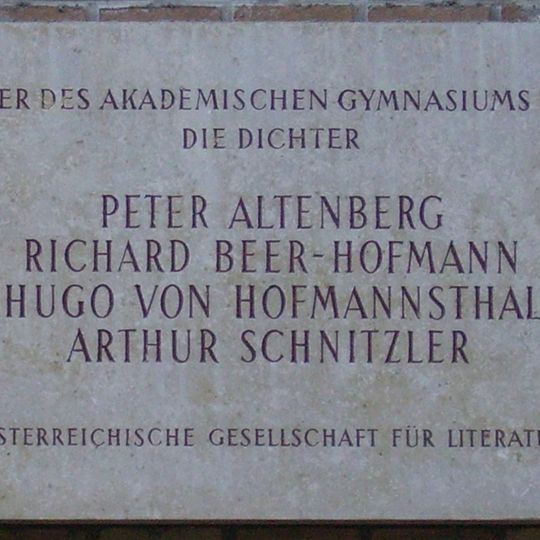 ER DES AKADEMISCHEN GYMNASIUMS
DIE DICHTER
PETER ALTENBERG
RICHARD BEER-HOFMANN
HUGO VON HOFMANNSTHAL
ARTHUR SCHNITZLER
STERREICHISCHE GESELLSCHAFT FÜR LITERATU